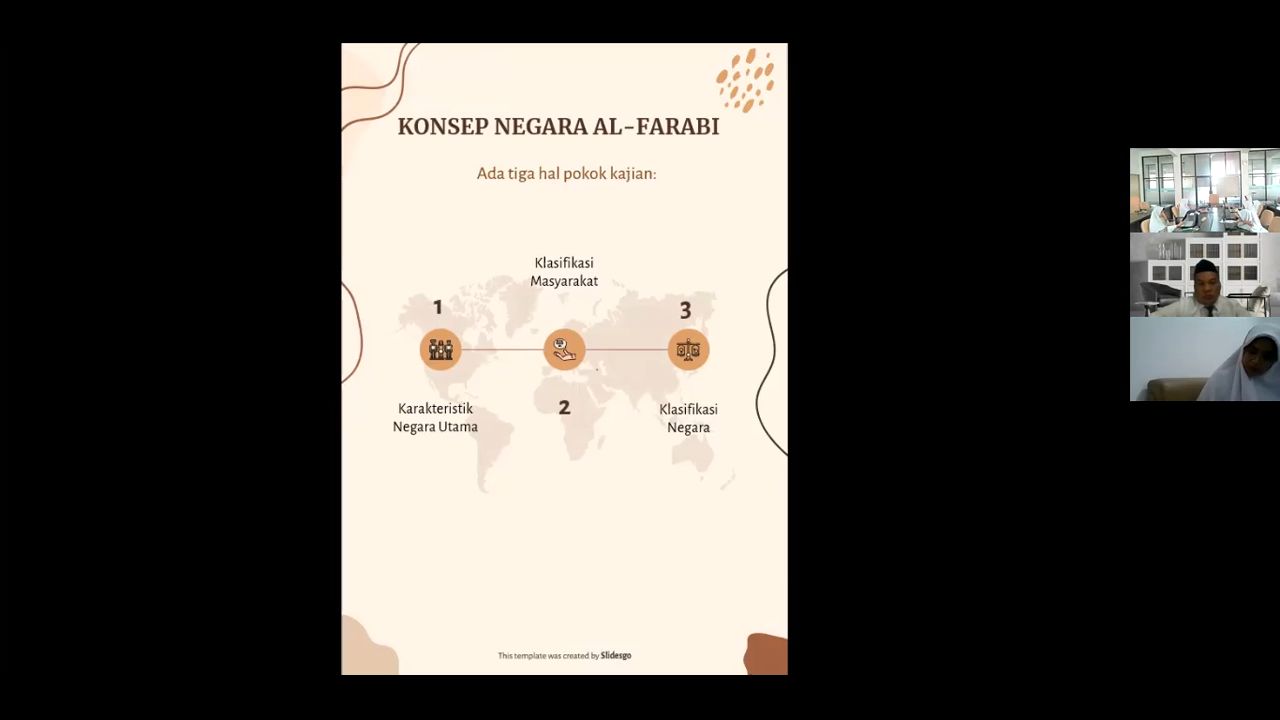 KONSEP NEGARA AL-FARABI
Ada tiga hal pokok kajian:
1
Karakteristik
Negara Utama
Klasifikasi
Masyarakat
2
3
Klasifikasi
Negara
This template was created by Slidesgo